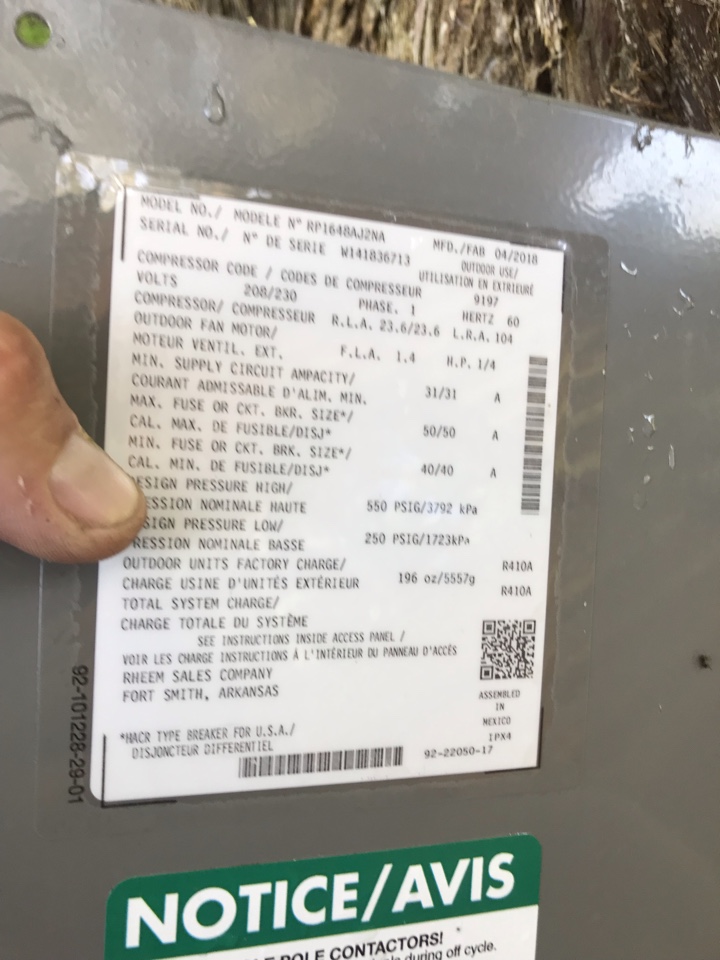 MODEL NO./ MODELE N° RP1648AJ2NA MFD./FAB 04/2018
SERIAL NO./ N° DE SERIE W141836713 OUTDOOR USE/
UTILISATION EN EXTRIEURE
COMPRESSOR CODE / CODES DE COMPRESSEUR 9197
VOLTS 208/230 PHASE. 1 HERTZ 60
COMPRESSOR/ COMPRESSEUR R.L.A. 23.6/23.6 L.R.A. 104
OUTDOOR FAN MOTOR/
MOTEUR VENTIL. EXT. F.L.A. 1.4 H.P. 1/4
MIN. SUPPLY CIRCUIT AMPACITY/
COURANT ADMISSABLE D'ALIM. MIN. 31/31 A
MAX. FUSE OR CKT. BKR. SIZE*/
CAL. MAX. DE FUSIBLE/DISJ* 50/50 A
MIN. FUSE OR CKT. BRK. SIZE*/
CAL. MIN. DE FUSIBLE/DISJ* 40/40 A
ESIGN PRESSURE HIGH/
ESSION NOMINALE HAUTE 550 PSIG/3792 kPa
SIGN PRESSURE LOW/
RESSION NOMINALE BASSE 250 PSIG/1723kPa
OUTDOOR UNITS FACTORY CHARGE/ R410A
CHARGE USINE D'UNITÉS EXTÉRIEUR 196 oz/5557g
TOTAL SYSTEM CHARGE/ R410A
CHARGE TOTALE DU SYSTÈME
SEE INSTRUCTIONS INSIDE ACCESS PANEL /
VOIR LES CHARGE INSTRUCTIONS À L'INTÉRIEUR DU PANNEAU D'ACCÈS
RHEEM SALES COMPANY
FORT SMITH, ARKANSAS
ASSEMBLED
IN
MEXICO
IPX4
*HACR TYPE BREAKER FOR U.S.A./
DISJONCTEUR DIFFERENTIEL
92-22050-17
92-101228-29-01
NOTICE/AVIS
POLE CONTACTORS!
during off cycle.